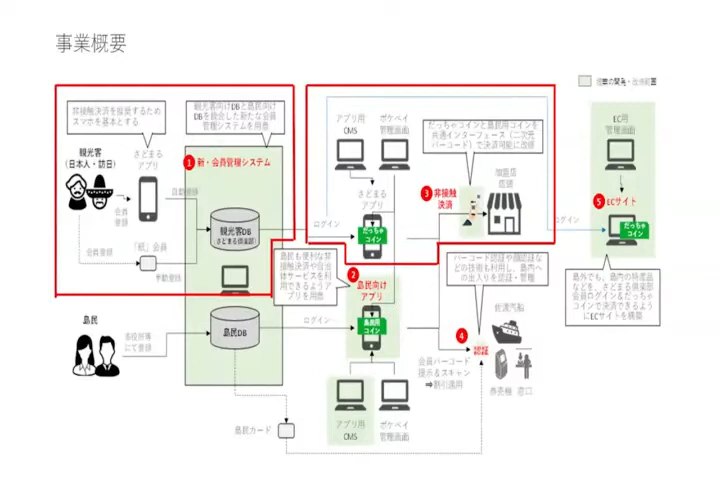 事業概要
提案の開発・改修範囲
非接触決済を推奨するため
スマホを基本とする
観光客向けDBと島民向け
DBを統合した新たな会員
管理システムを用意
観光客
(日本人・訪日)
さどまる
アプリ
1 新・会員管理システム
自動登録
会員
登録
会員登録
「紙」会員
手動登録
観光客DB
(さどまる倶楽部)
ログイン
アプリ用
CMS
ポケペイ
管理画面
さどまる
アプリ
だっちゃ
コイン
だっちゃコインと島民用コインを
共通インターフェース(二次元
バーコード)で決済可能に改修
3 非接触
決済
加盟店
店舗
ログイン
EC用
管理画面
5 ECサイト
だっちゃ
コイン
島外でも、島内の特産品
などを、さどまる倶楽部
会員ログイン&だっちゃ
コインで決済できるよう
にECサイトを構築
島民も便利な非
接触決済や自治
体サービスを利
用できるようア
プリを用意
2 島民向け
アプリ
島民用
コイン
バーコード認証や顔認証な
どの技術も利用し、島内へ
の出入りを認証・管理
4 認証
佐渡汽船
券売機 窓口
島民
市役所等
にて登録
島民DB
ログイン
会員バーコード
提示&スキャン
⇒割引適用
アプリ用
CMS
ポケペイ
管理画面
島民カード